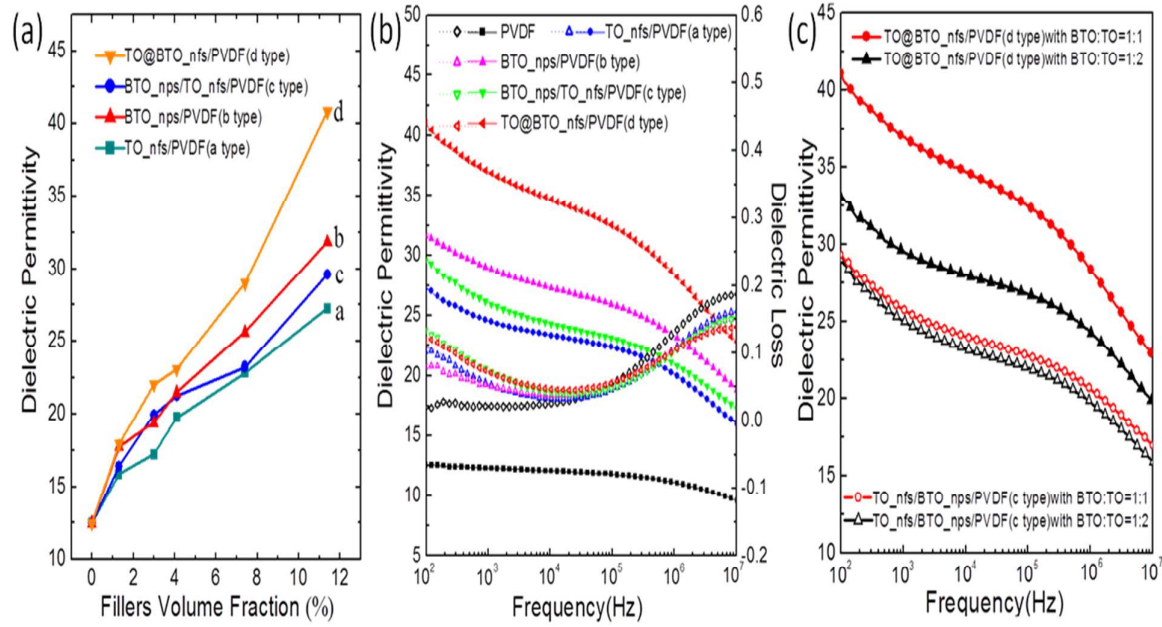 (a)
TO@BTO_nfs/PVDF(d type)
BTO_nps/TO_nfs/PVDF(c type)
BTO_nps/PVDF(b type)
TO_nfs/PVDF(a type)
d
b
c
a
45
40
35
30
25
20
15
10
Dielectric Permittivity
0 2 4 6 8 10 12
Fillers Volume Fraction (%)
(b)
PVDF TO_nfs/PVDF(a type)
BTO_nps/PVDF(b type)
BTO_nps/TO_nfs/PVDF(c type)
TO@BTO_nfs/PVDF(d type)
50
45
40
35
30
25
20
15
10
5
Dielectric Permittivity
0.6
0.5
0.4
0.3
0.2
0.1
0.0
-0.1
-0.2
Dielectric Loss
10² 10³ 10⁴ 10⁵ 10⁶ 10⁷
Frequency(Hz)
(c)
TO@BTO_nfs/PVDF(d type)with BTO:TO=1:1
TO@BTO_nfs/PVDF(d type)with BTO:TO=1:2
45
40
35
30
25
20
15
10
Dielectric Permittivity
TO_nfs/BTO_nps/PVDF(c type)with BTO:TO=1:1
TO_nfs/BTO_nps/PVDF(c type)with BTO:TO=1:2
10² 10³ 10⁴ 10⁵ 10⁶ 10⁷
Frequency(Hz)